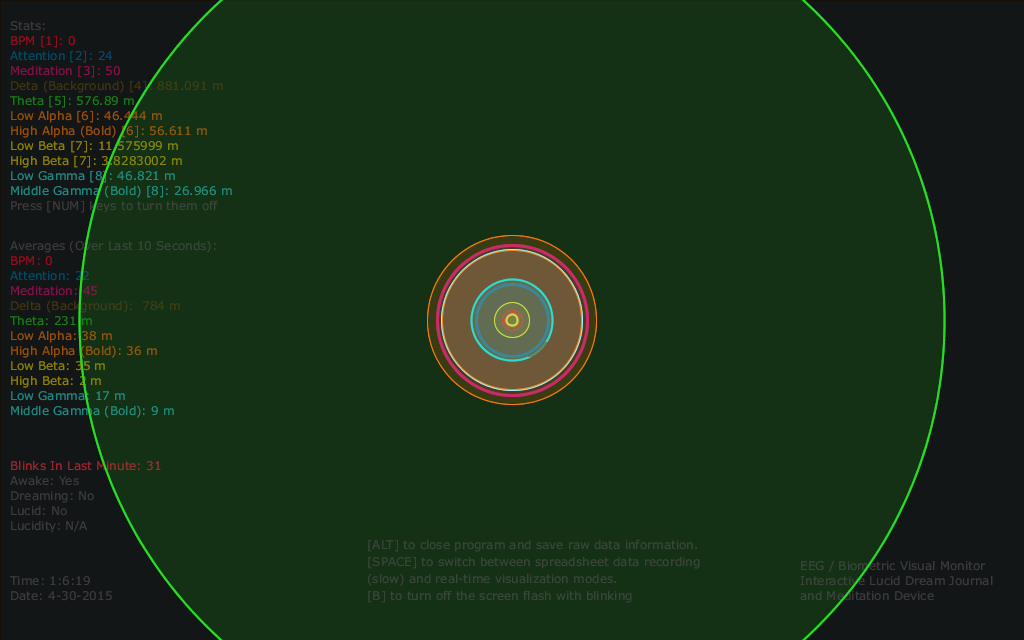 Stats:
BPM [1]: 0
Attention [2]: 24
Meditation [3]: 50
Deta (Background) [4]: 881.091 m
Theta [5]: 576.89 m
Low Alpha [6]: 46.444 m
High Alpha (Bold) [6]: 56.611 m
Low Beta [7]: 11.575999 m
High Beta [7]: 3.8283002 m
Low Gamma [8]: 46.821 m
Middle Gamma (Bold) [8]: 26.966 m
Press [NUM] keys to turn them off
Averages (Over Last 10 Seconds):
BPM: 0
Attention: 22
Meditation: 45
Delta (Background): 784 m
Theta: 231 m
Low Alpha: 38 m
High Alpha (Bold): 36 m
Low Beta: 35 m
High Beta: 2 m
Low Gamma: 17 m
Middle Gamma (Bold): 9 m
Blinks In Last Minute: 31
Awake: Yes
Dreaming: No
Lucid: No
Lucidity: N/A
Time: 1:6:19
Date: 4-30-2015
[ALT] to close program and save raw data information.
[SPACE] to switch between spreadsheet data recording
(slow) and real-time visualization modes.
[B] to turn off the screen flash with blinking
EEG / Biometric Visual Monitor
Interactive Lucid Dream Journal
and Meditation Device